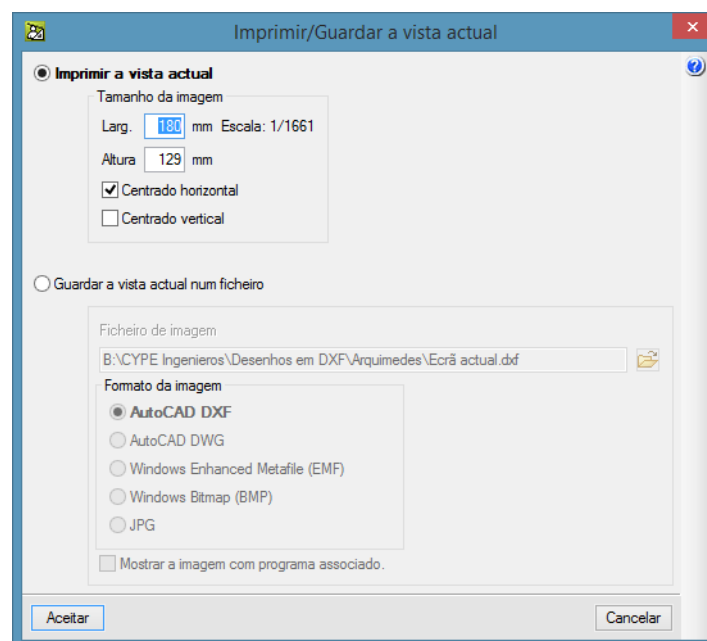 Imprimir/Guardar a vista actual
Imprimir a vista actual
Tamanho da imagem
Larg. 180 mm Escala: 1/1661
Altura 129 mm
Centrado horizontal
Centrado vertical
Guardar a vista actual num ficheiro
Ficheiro de imagem
B:\CYPE Ingenieros\Desenhos em DXF\Arquimedes\Ecrã actual.dxf
Formato da imagem
AutoCAD DXF
AutoCAD DWG
Windows Enhanced Metafile (EMF)
Windows Bitmap (BMP)
JPG
Mostrar a imagem com programa associado.
Aceitar Cancelar